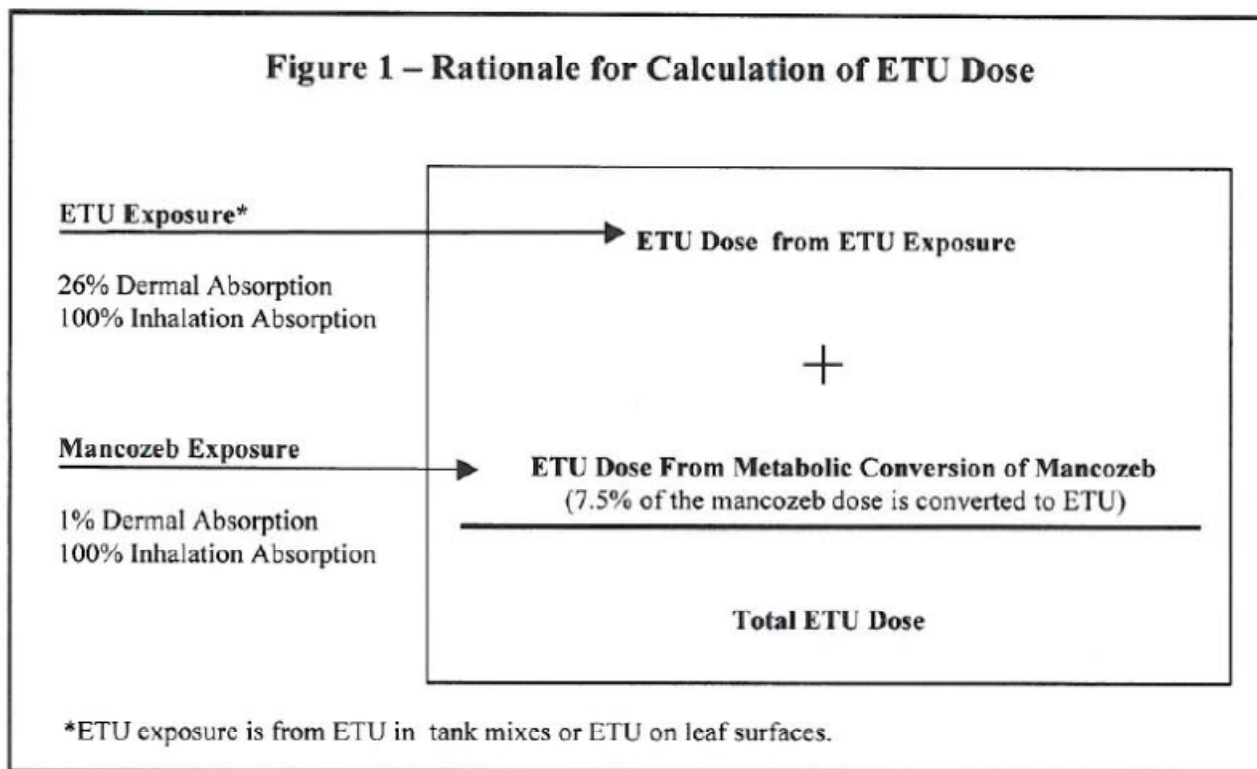 Figure 1 – Rationale for Calculation of ETU Dose
ETU Exposure*
ETU Dose from ETU Exposure
26% Dermal Absorption
100% Inhalation Absorption
+
Mancozeb Exposure
ETU Dose From Metabolic Conversion of Mancozeb
(7.5% of the mancozeb dose is converted to ETU)
1% Dermal Absorption
100% Inhalation Absorption
Total ETU Dose
*ETU exposure is from ETU in tank mixes or ETU on leaf surfaces.